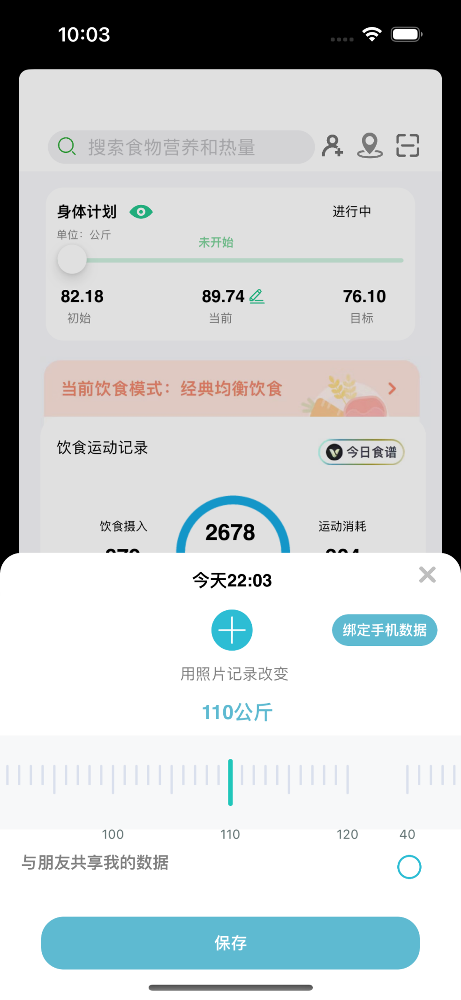 10:03
搜索食物营养和热量
身体计划
进行中
单位：公斤
未开始
82.18
89.74
76.10
初始
当前
目标
当前饮食模式：经典均衡饮食
饮食运动记录
今日食谱
饮食摄入
2678
运动消耗
今天22:03
绑定手机数据
用照片记录改变
110公斤
100
110
120
40
与朋友共享我的数据
保存